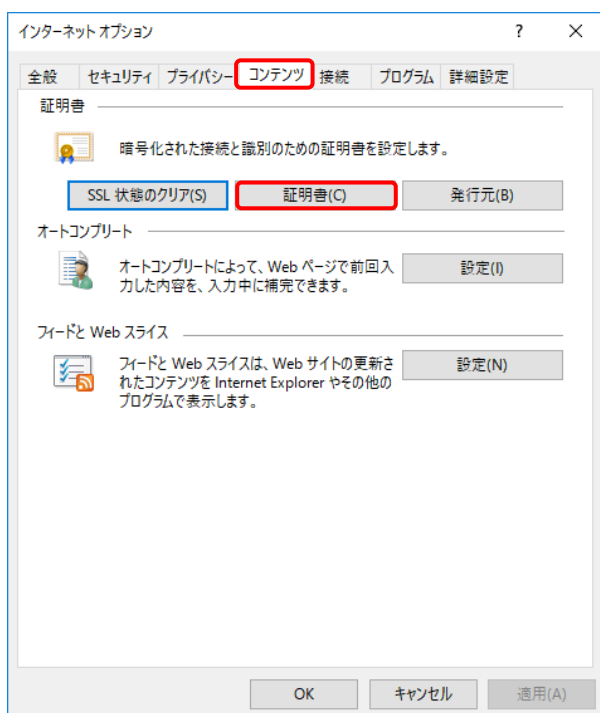 インターネット オプション ? ×
全般 セキュリティ プライバシー コンテンツ 接続 プログラム 詳細設定
証明書
暗号化された接続と識別のための証明書を設定します。
SSL 状態のクリア(S) 証明書(C) 発行元(B)
オートコンプリート
オートコンプリートによって、Web ページで前回入
力した内容を、入力中に補完できます。
設定(I)
フィードと Web スライス
フィードと Web スライスは、Web サイトの更新さ
れたコンテンツを Internet Explorer やその他の
プログラムで表示します。
設定(N)
OK キャンセル 適用(A)